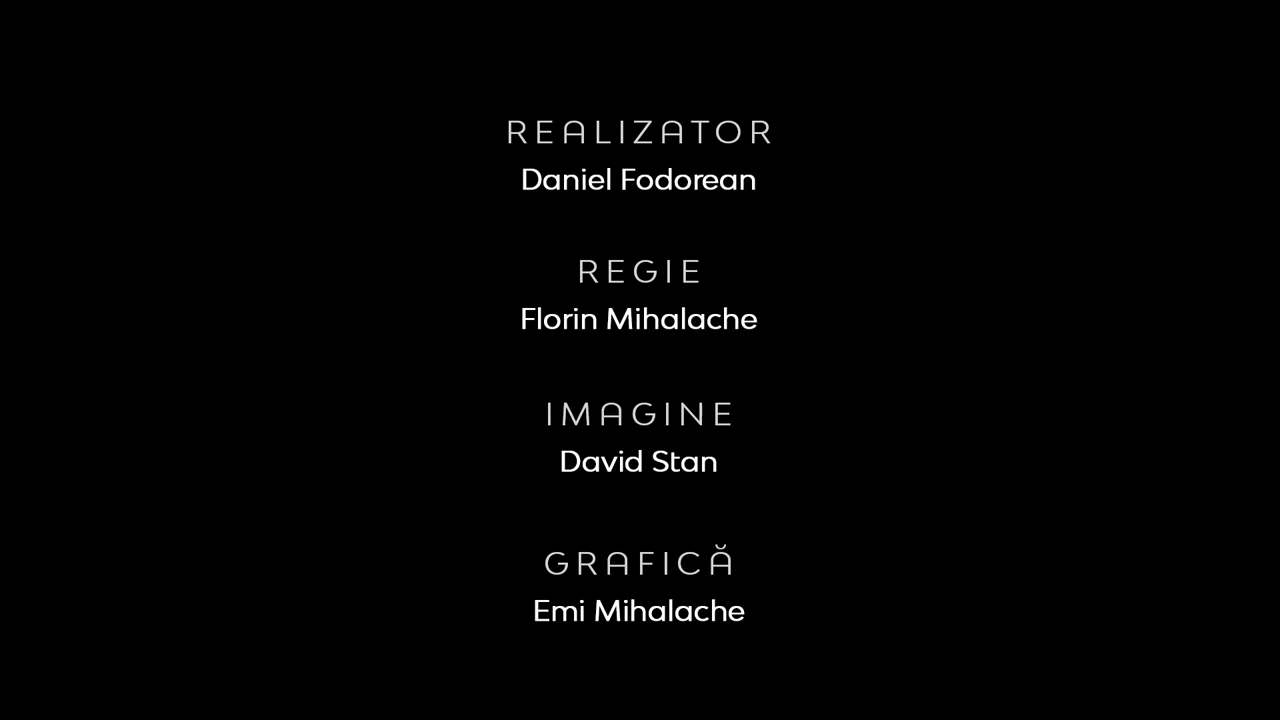 REALIZATOR
Daniel Fodorean
REGIE
Florin Mihalache
IMAGINE
David Stan
GRAFICĂ
Emi Mihalache